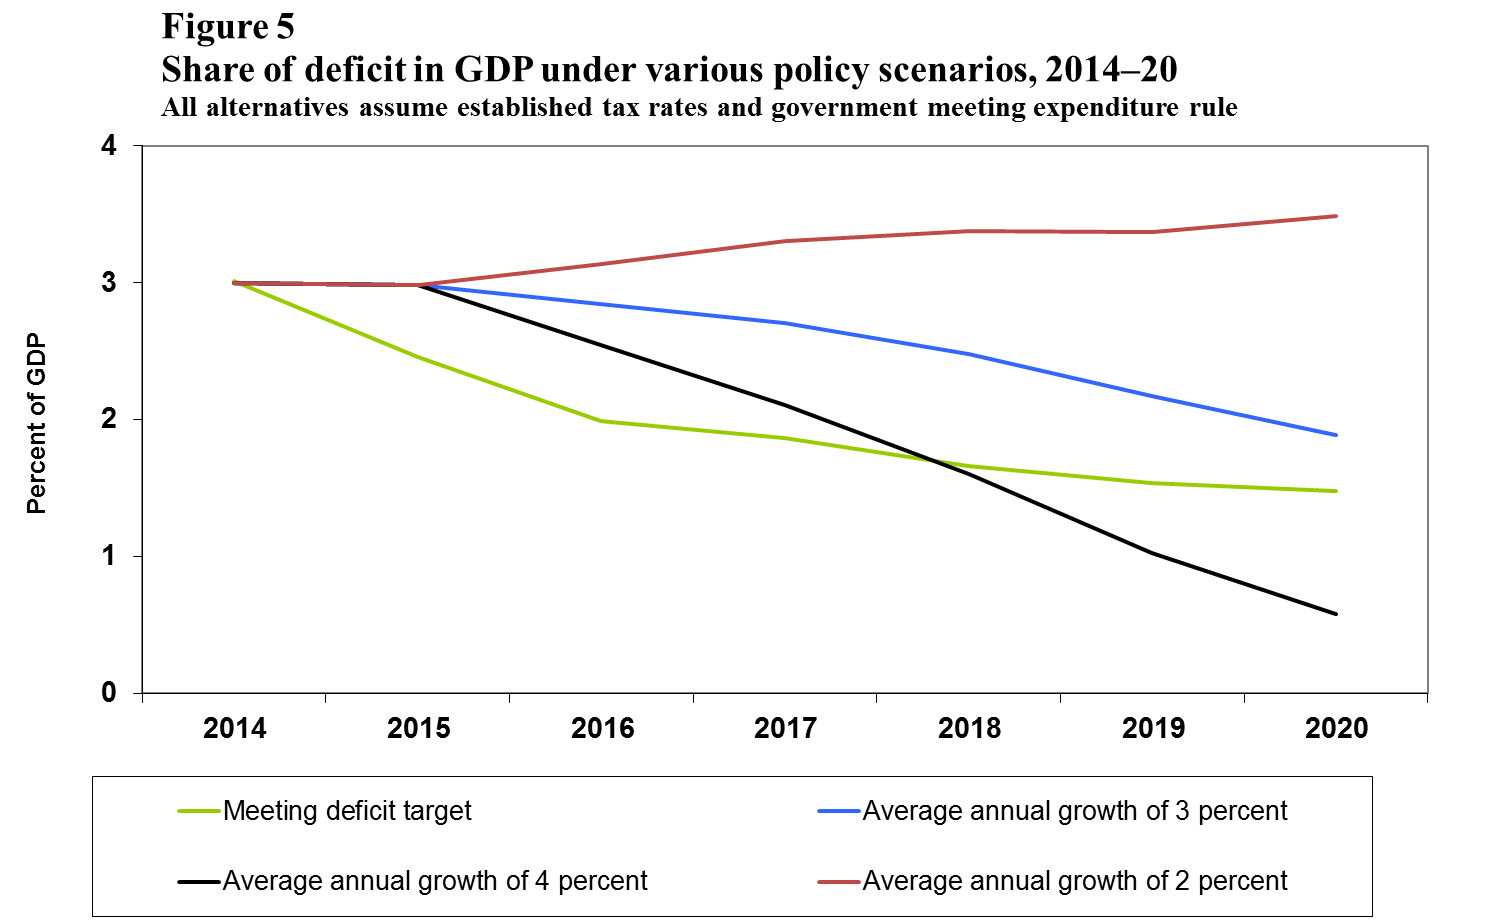 Figure 5
Share of deficit in GDP under various policy scenarios, 2014–20
All alternatives assume established tax rates and government meeting expenditure rule
4
3
2
1
0
Percent of GDP
2014 2015 2016 2017 2018 2019 2020
Meeting deficit target Average annual growth of 3 percent
Average annual growth of 4 percent Average annual growth of 2 percent